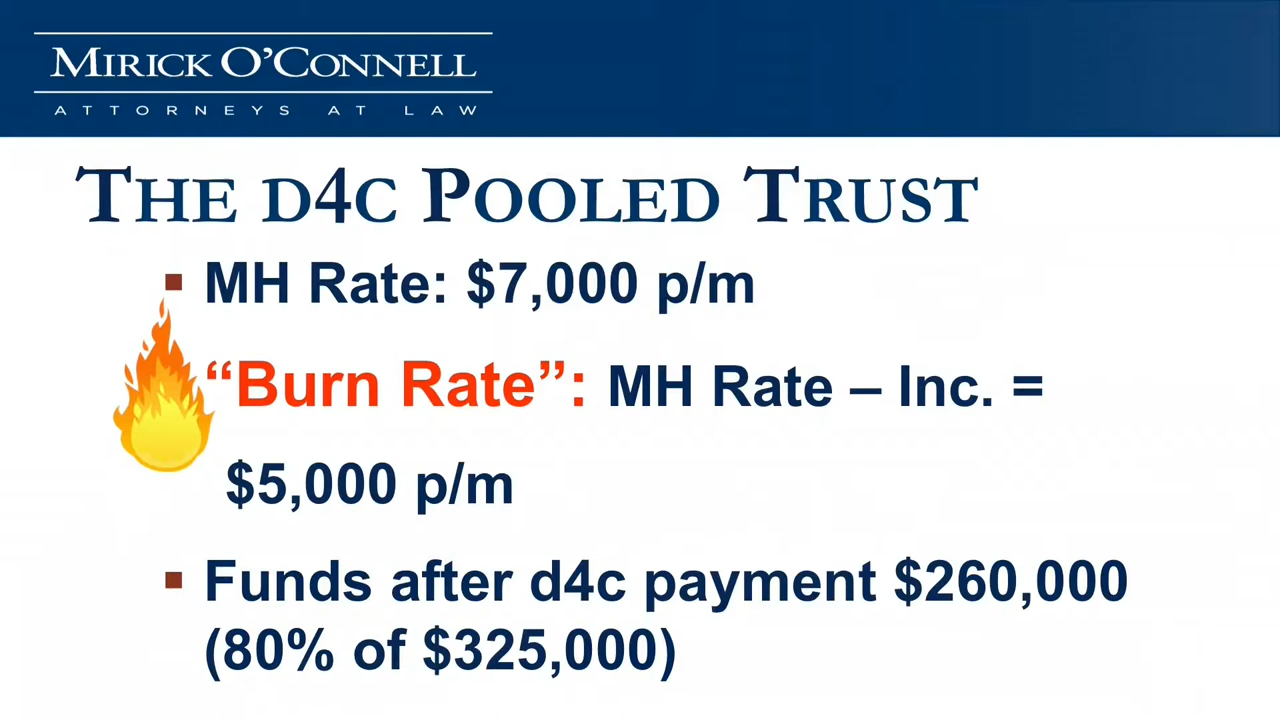 MIRICK O'CONNELL
ATTORNEYS AT LAW
THE D4C POOLED TRUST
▪ MH Rate: $7,000 p/m
“Burn Rate”: MH Rate – Inc. =
$5,000 p/m
▪ Funds after d4c payment $260,000
(80% of $325,000)